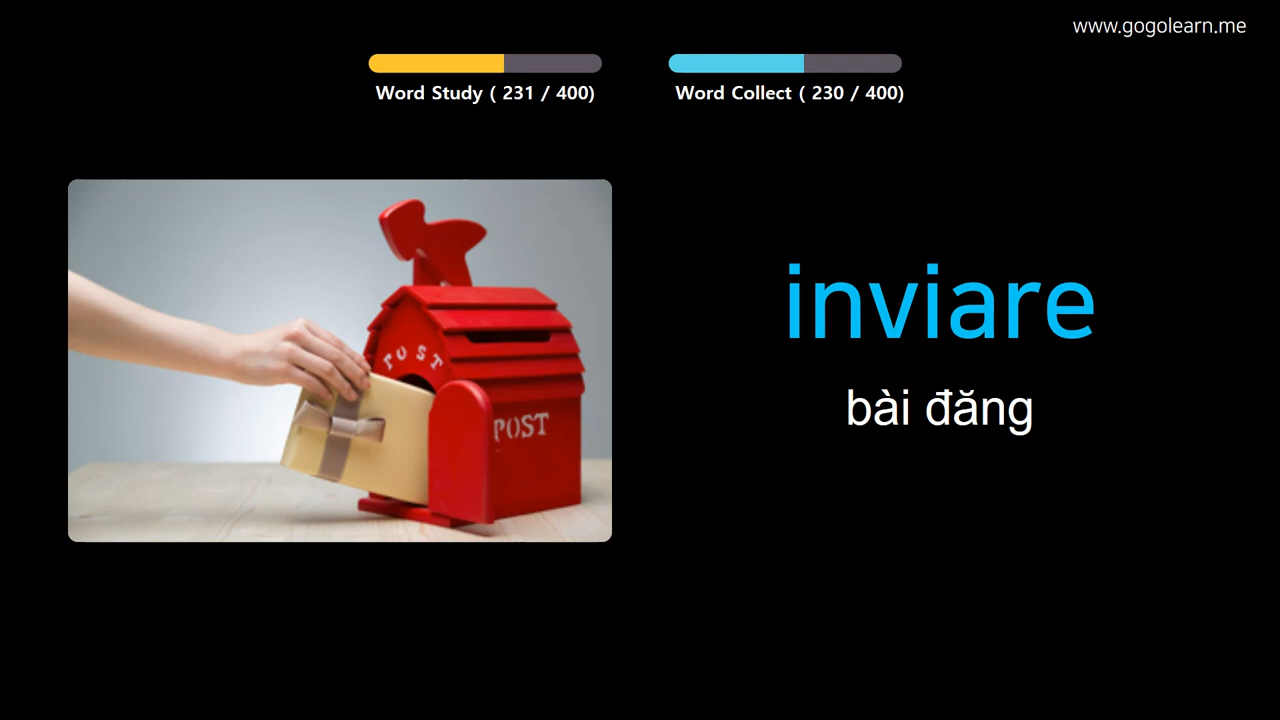 www.gogolearn.me
Word Study ( 231 / 400)
Word Collect ( 230 / 400)
POST
POST
inviare
bài đăng